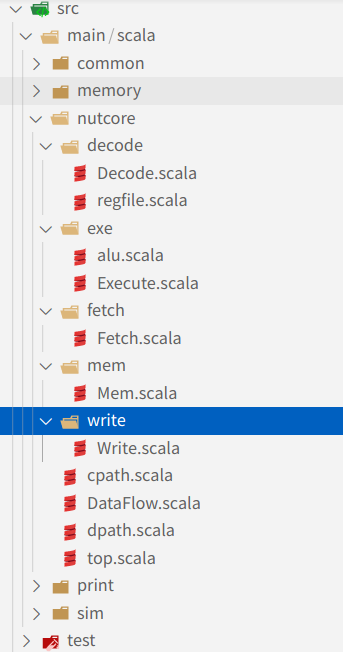 src
main / scala
common
memory
nutcore
decode
Decode.scala
regfile.scala
exe
alu.scala
Execute.scala
fetch
Fetch.scala
mem
Mem.scala
write
Write.scala
cpath.scala
DataFlow.scala
dpath.scala
top.scala
print
sim
test